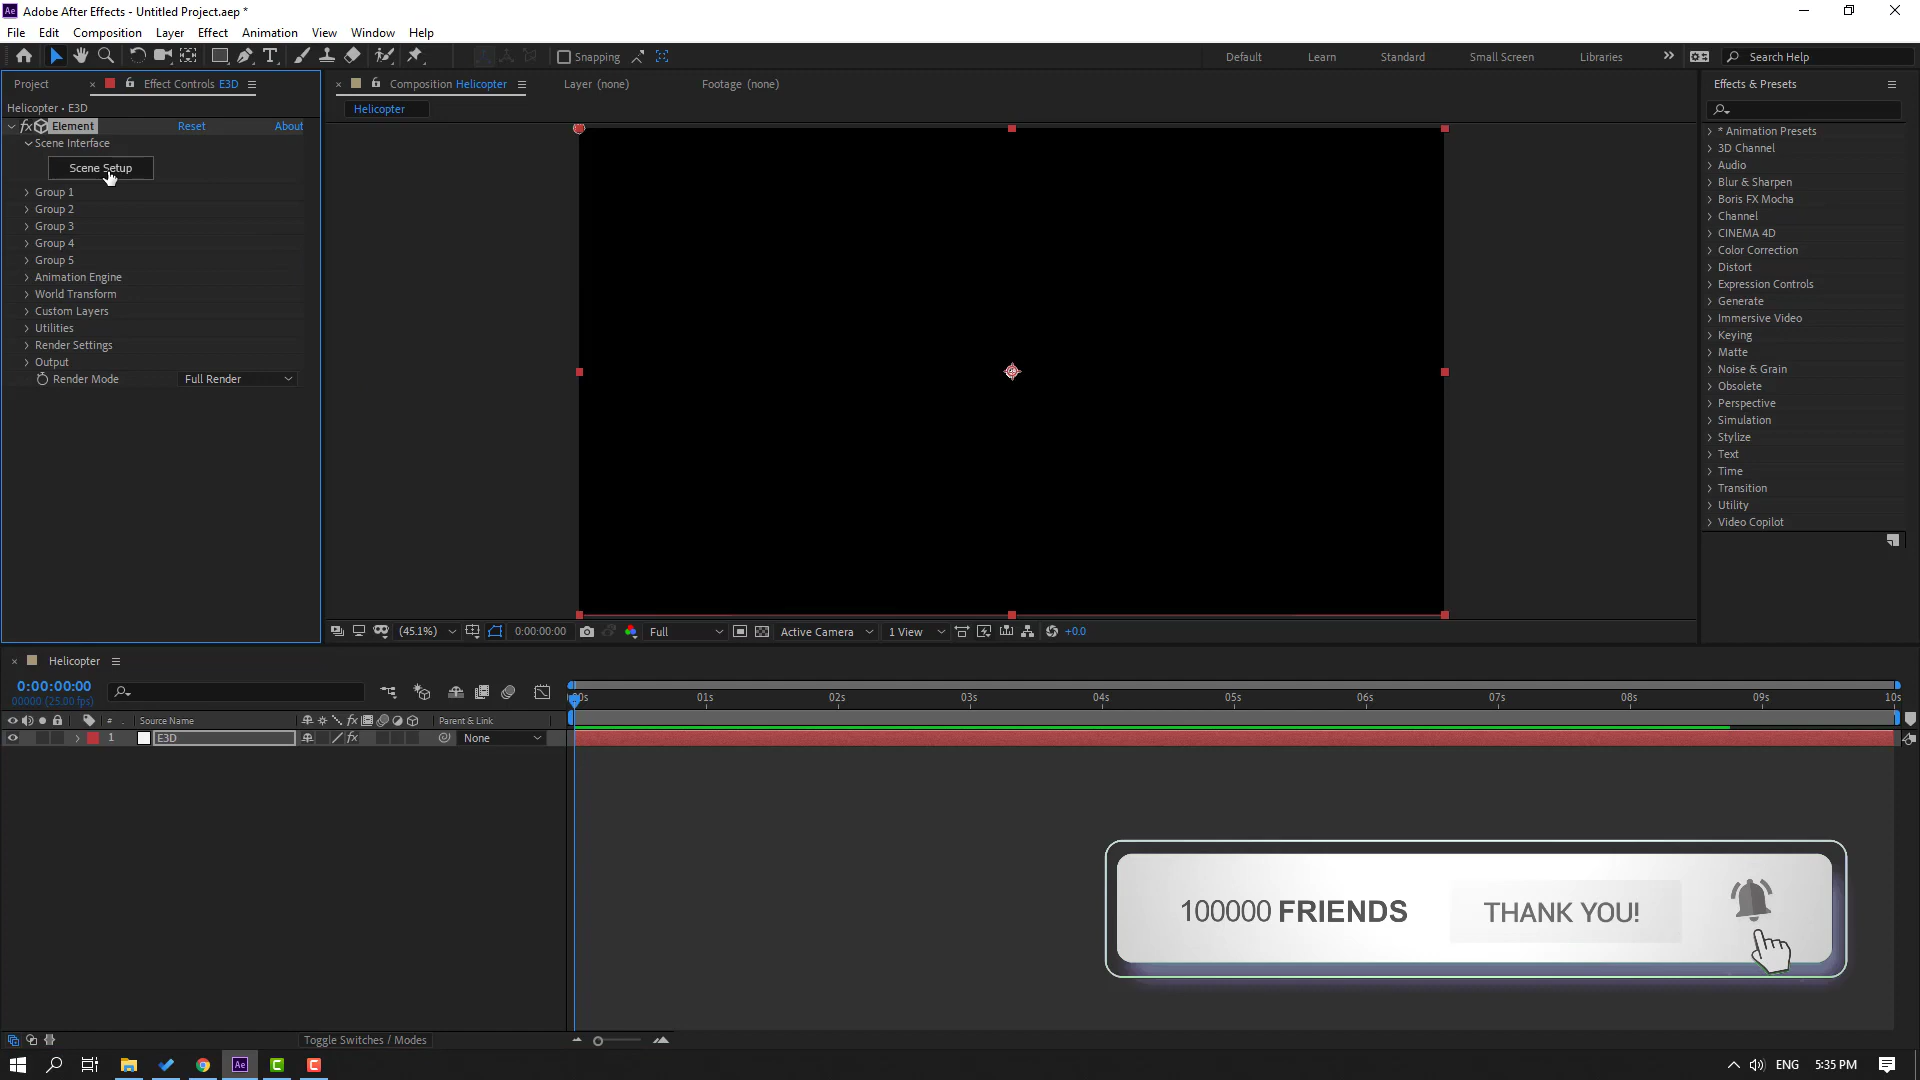 Ae Adobe After Effects - Untitled Project.aep *
File Edit Composition Layer Effect Animation View Window Help
Snapping Default Learn Standard Small Screen Libraries Search Help
Project Effect Controls E3D
Composition Helicopter Layer (none) Footage (none)
Effects & Presets
Helicopter • E3D
Helicopter
fx Element Reset About
Scene Interface
Scene Setup
Group 1
Group 2
Group 3
Group 4
Group 5
Animation Engine
World Transform
Custom Layers
Utilities
Render Settings
Output
Render Mode Full Render
* Animation Presets
3D Channel
Audio
Blur & Sharpen
Boris FX Mocha
Channel
CINEMA 4D
Color Correction
Distort
Expression Controls
Generate
Immersive Video
Keying
Matte
Noise & Grain
Obsolete
Perspective
Simulation
Stylize
Text
Time
Transition
Utility
Video Copilot
(45.1%) 0:00:00:00 Full Active Camera 1 View +0.0
Helicopter
0:00:00:00
00000 (25.00 fps)
00s 01s 02s 03s 04s 05s 06s 07s 08s 09s 10s
# Source Name fx Parent & Link
1 E3D fx None
100000 FRIENDS THANK YOU!
Toggle Switches / Modes
Ae C C ENG 5:35 PM